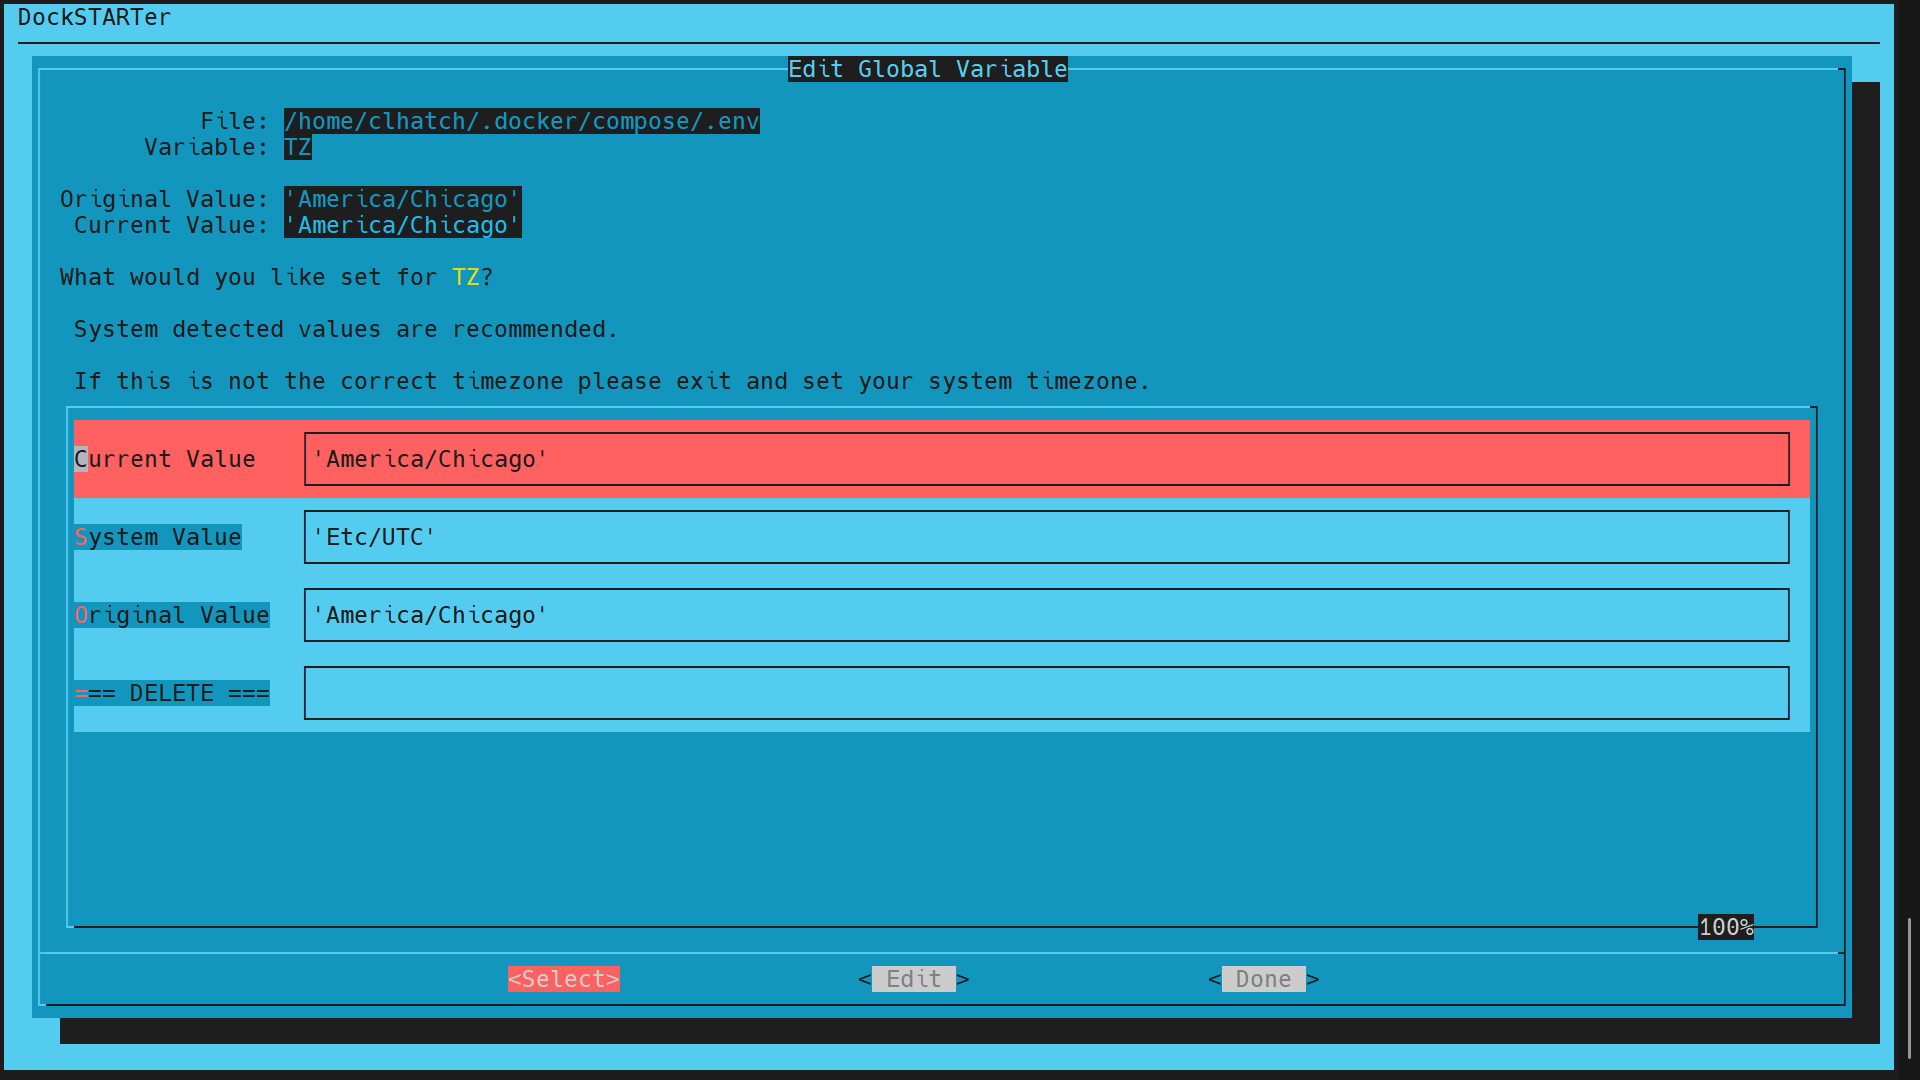 DockSTARTer
Edit Global Variable
File: /home/clhatch/.docker/compose/.env
Variable: TZ
Original Value: 'America/Chicago'
Current Value: 'America/Chicago'
What would you like set for TZ?
System detected values are recommended.
If this is not the correct timezone please exit and set your system timezone.
Current Value 'America/Chicago'
System Value 'Etc/UTC'
Original Value 'America/Chicago'
=== DELETE ===
100%
<Select> < Edit > < Done >